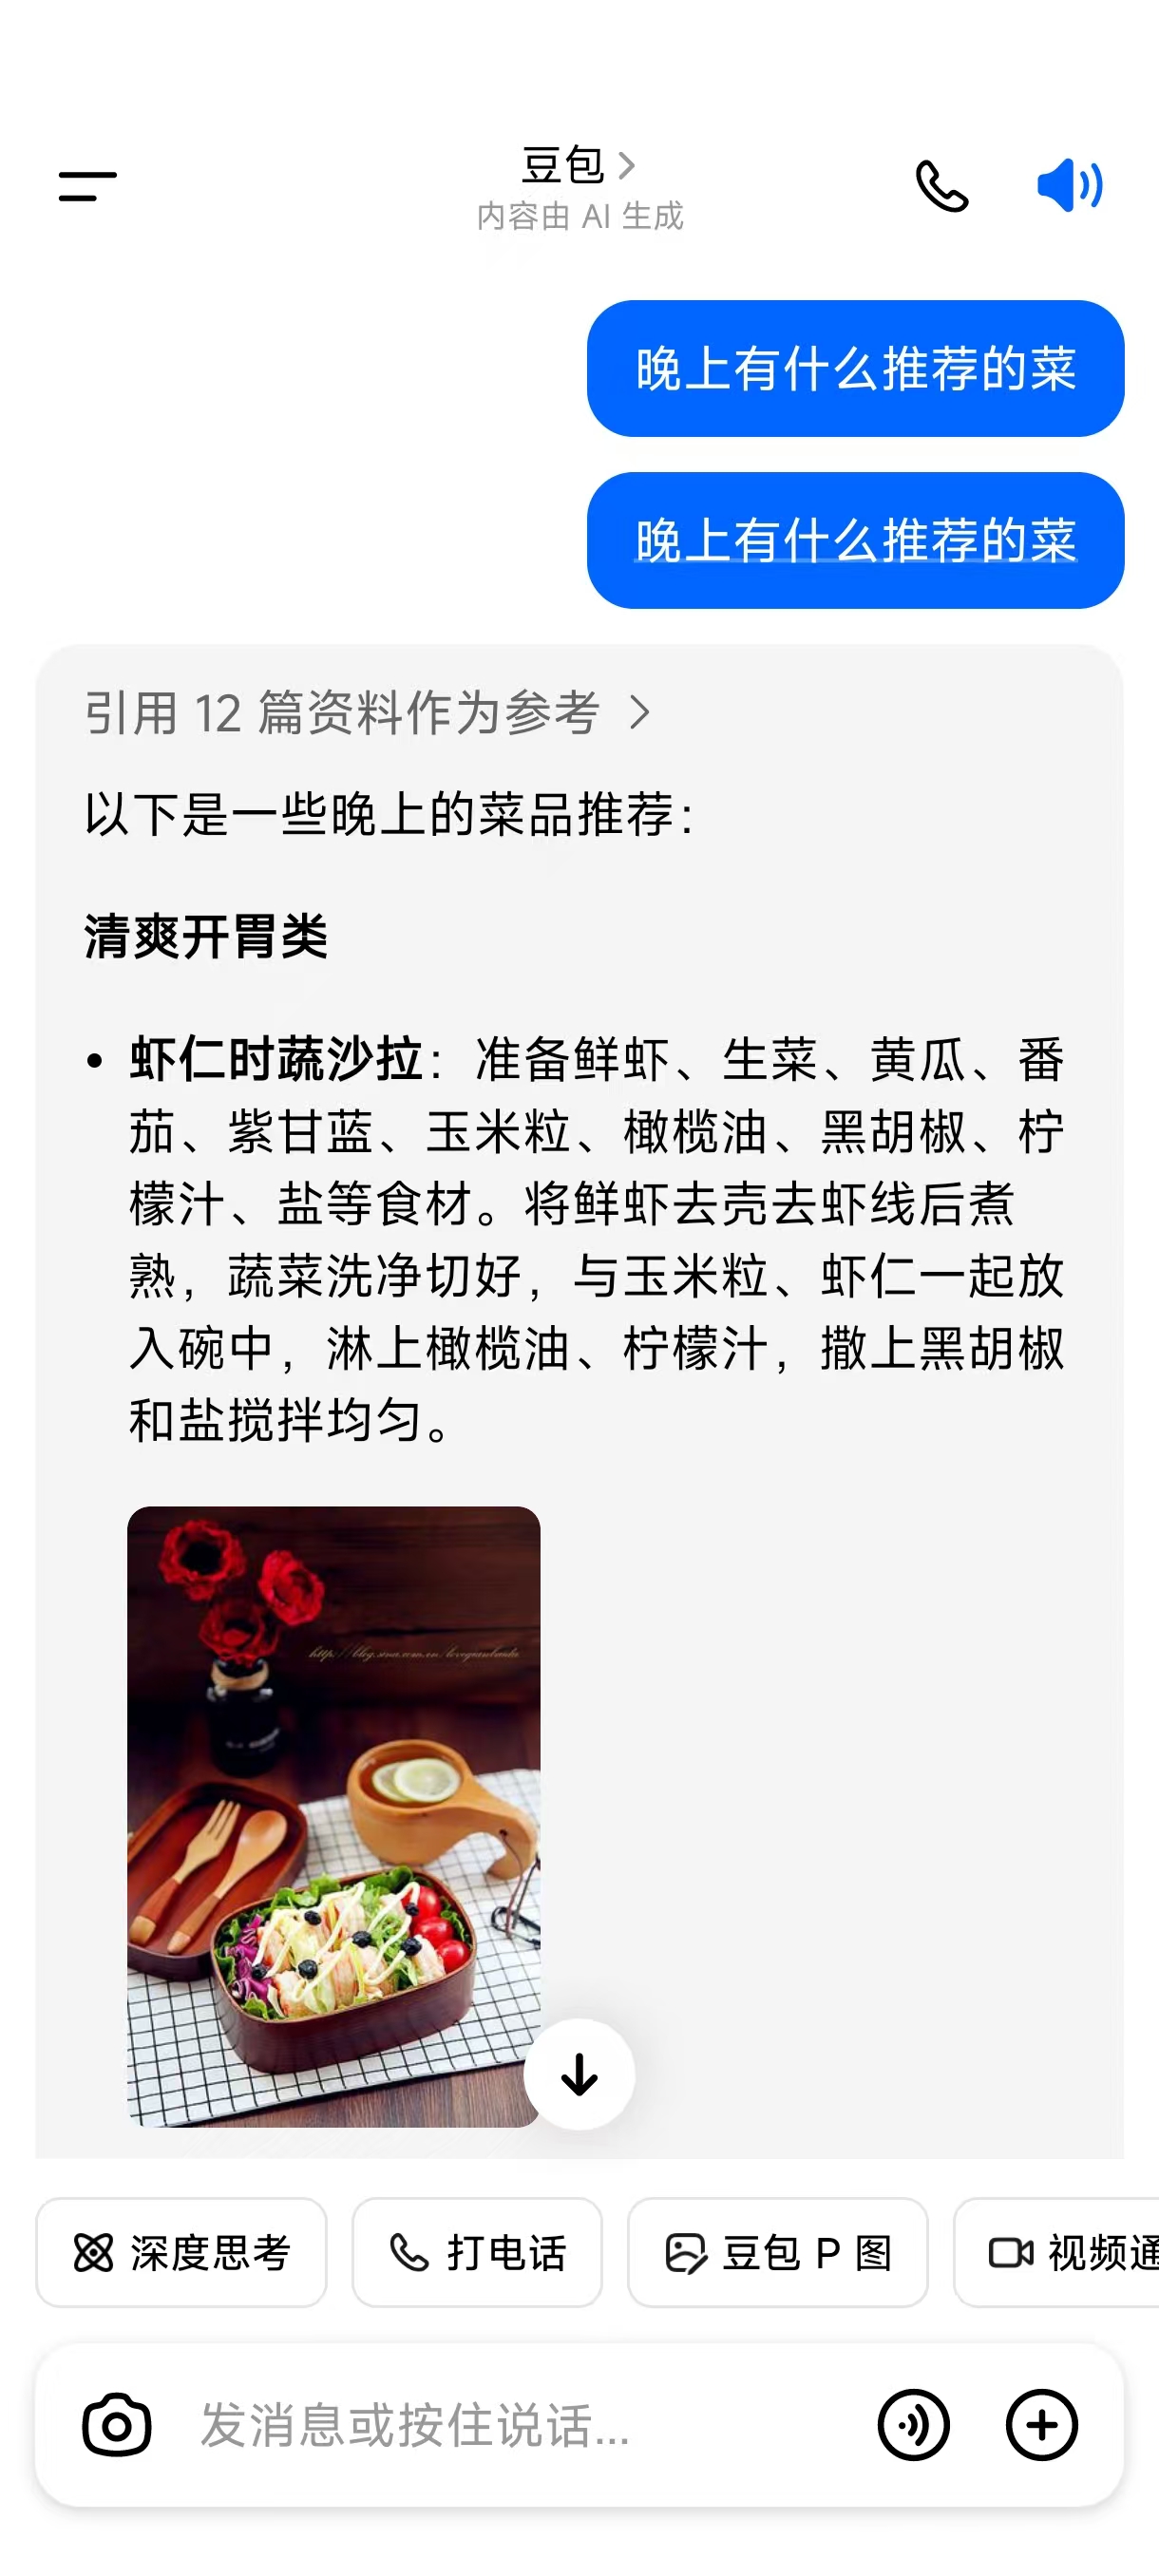 豆包
内容由 AI 生成
晚上有什么推荐的菜
晚上有什么推荐的菜
引用 12 篇资料作为参考
以下是一些晚上的菜品推荐：
清爽开胃类
• 虾仁时蔬沙拉：准备鲜虾、生菜、黄瓜、番
茄、紫甘蓝、玉米粒、橄榄油、黑胡椒、柠
檬汁、盐等食材。将鲜虾去壳去虾线后煮
熟，蔬菜洗净切好，与玉米粒、虾仁一起放
入碗中，淋上橄榄油、柠檬汁，撒上黑胡椒
和盐搅拌均匀。
深度思考
打电话
豆包 P 图
视频通
发消息或按住说话...